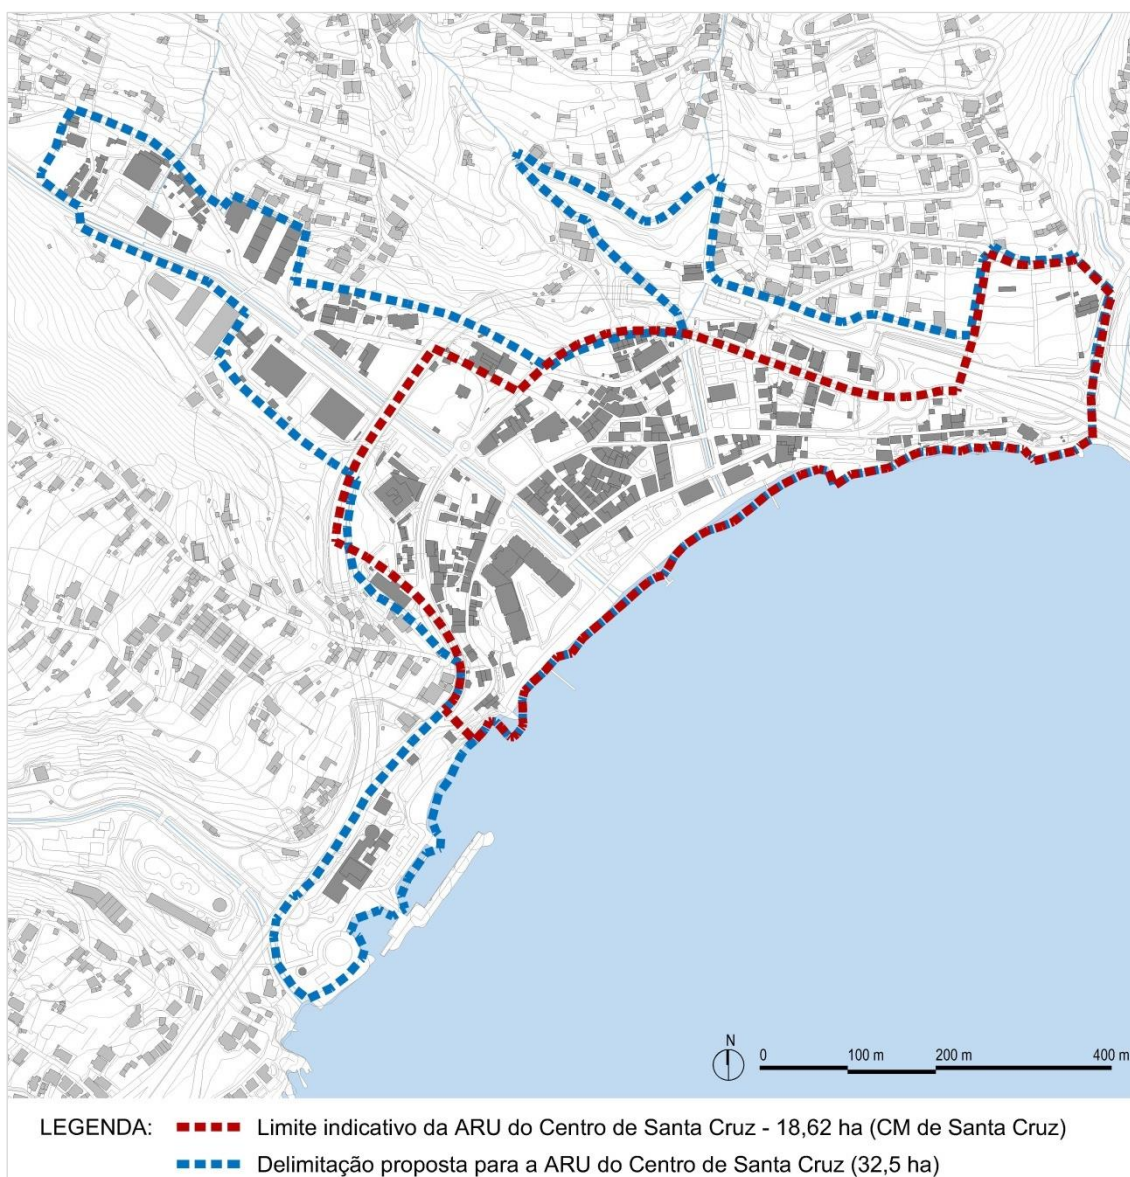 N
0 100 m 200 m 400 m
LEGENDA: Limite indicativo da ARU do Centro de Santa Cruz - 18,62 ha (CM de Santa Cruz)
Delimitação proposta para a ARU do Centro de Santa Cruz (32,5 ha)